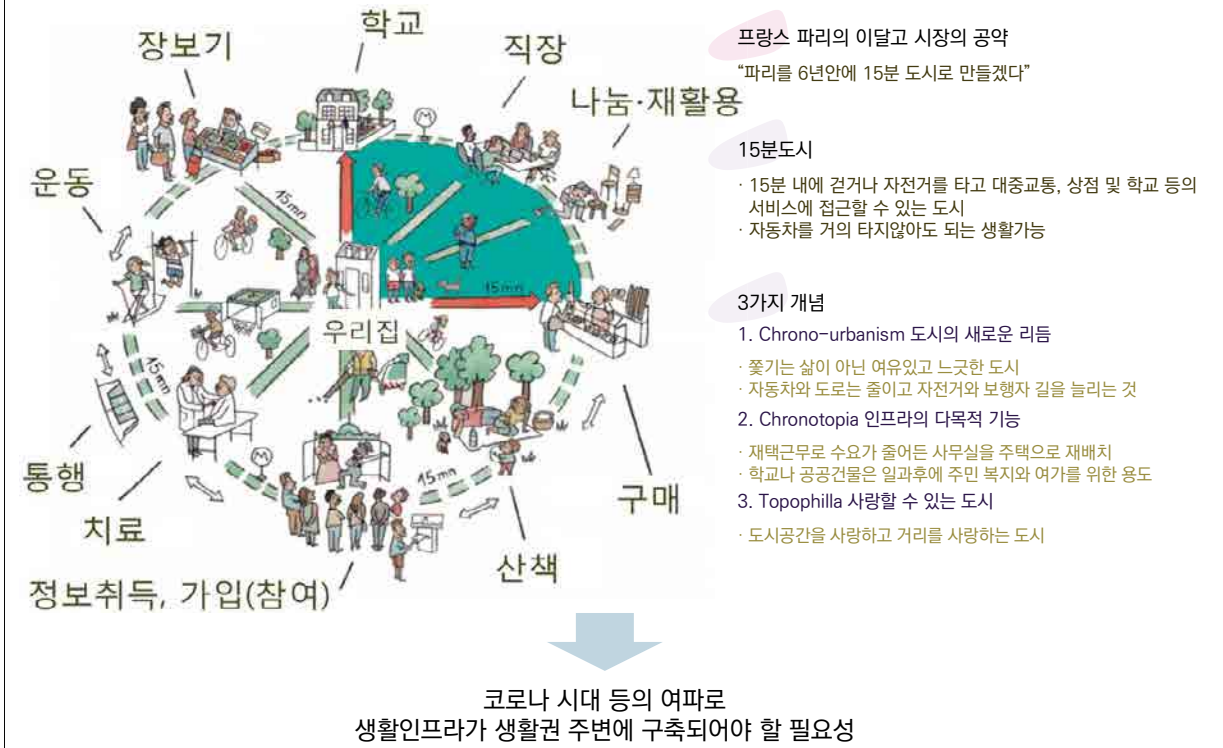 학교
장보기
직장
나눔·재활용
운동
15mn
15mn
우리집
15mn
15mn
통행
치료
구매
산책
정보취득, 가입(참여)
M
M
프랑스 파리의 이달고 시장의 공약
“파리를 6년안에 15분 도시로 만들겠다”
15분도시
· 15분 내에 걷거나 자전거를 타고 대중교통, 상점 및 학교 등의
서비스에 접근할 수 있는 도시
· 자동차를 거의 타지않아도 되는 생활가능
3가지 개념
1. Chrono-urbanism 도시의 새로운 리듬
· 쫓기는 삶이 아닌 여유있고 느긋한 도시
· 자동차와 도로는 줄이고 자전거와 보행자 길을 늘리는 것
2. Chronotopia 인프라의 다목적 기능
· 재택근무로 수요가 줄어든 사무실을 주택으로 재배치
· 학교나 공공건물은 일과후에 주민 복지와 여가를 위한 용도
3. Topophilla 사랑할 수 있는 도시
· 도시공간을 사랑하고 거리를 사랑하는 도시
코로나 시대 등의 여파로
생활인프라가 생활권 주변에 구축되어야 할 필요성